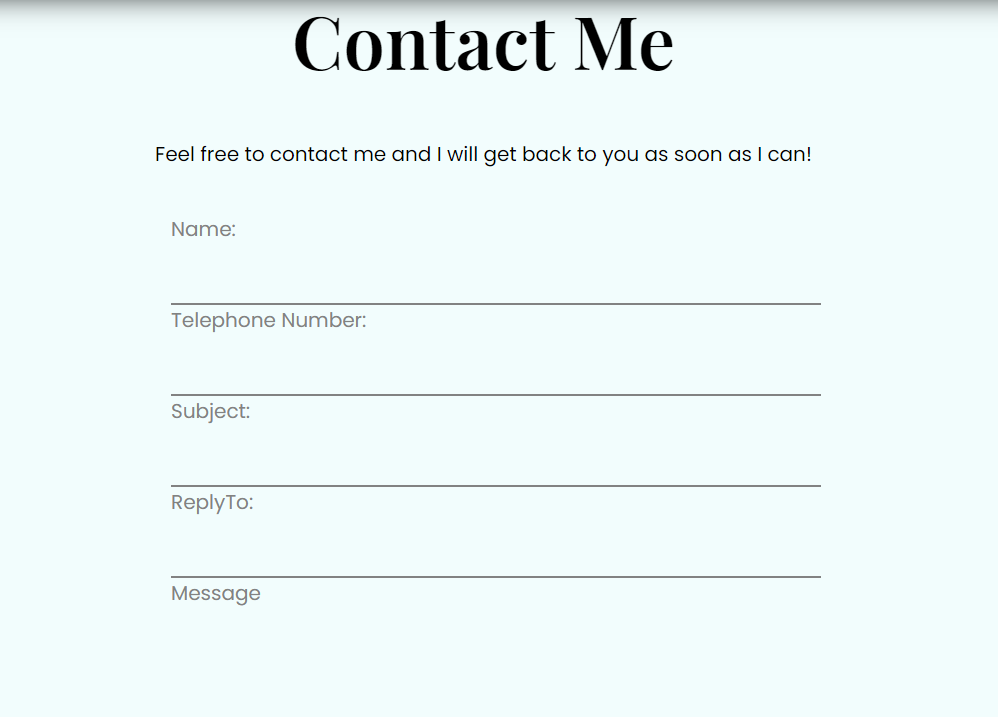 Contact Me
Feel free to contact me and I will get back to you as soon as I can!
Name:
Telephone Number:
Subject:
ReplyTo:
Message